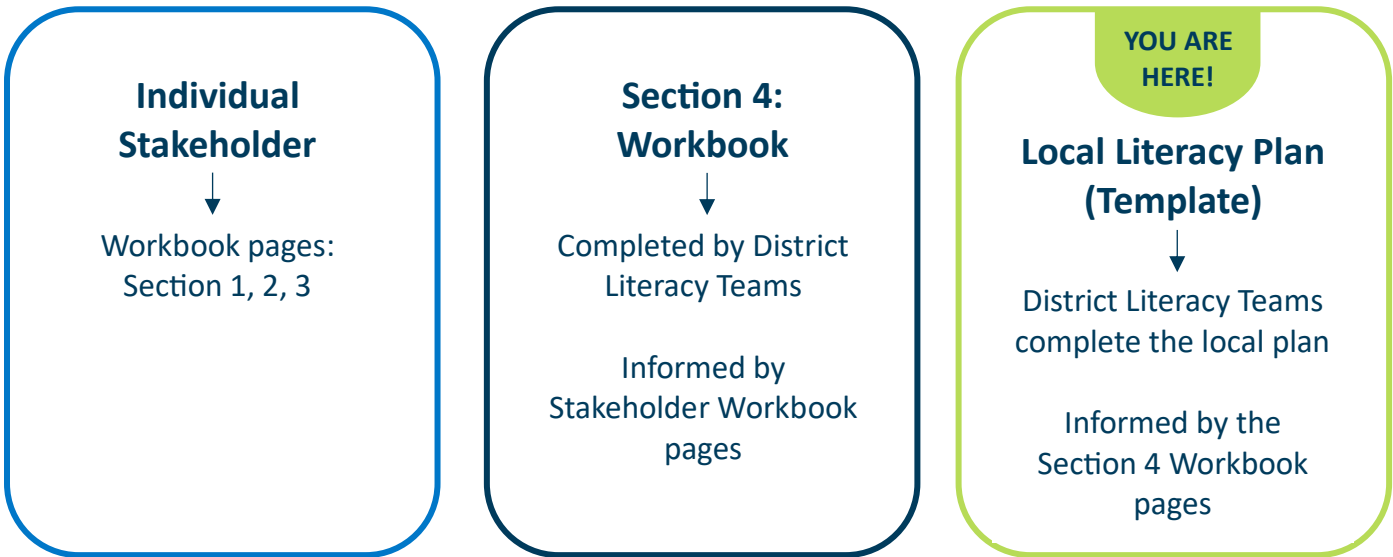 Individual
Stakeholder
Workbook pages:
Section 1, 2, 3
Section 4:
Workbook
Completed by District
Literacy Teams
Informed by
Stakeholder Workbook
pages
YOU ARE
HERE!
Local Literacy Plan
(Template)
District Literacy Teams
complete the local plan
Informed by the
Section 4 Workbook
pages